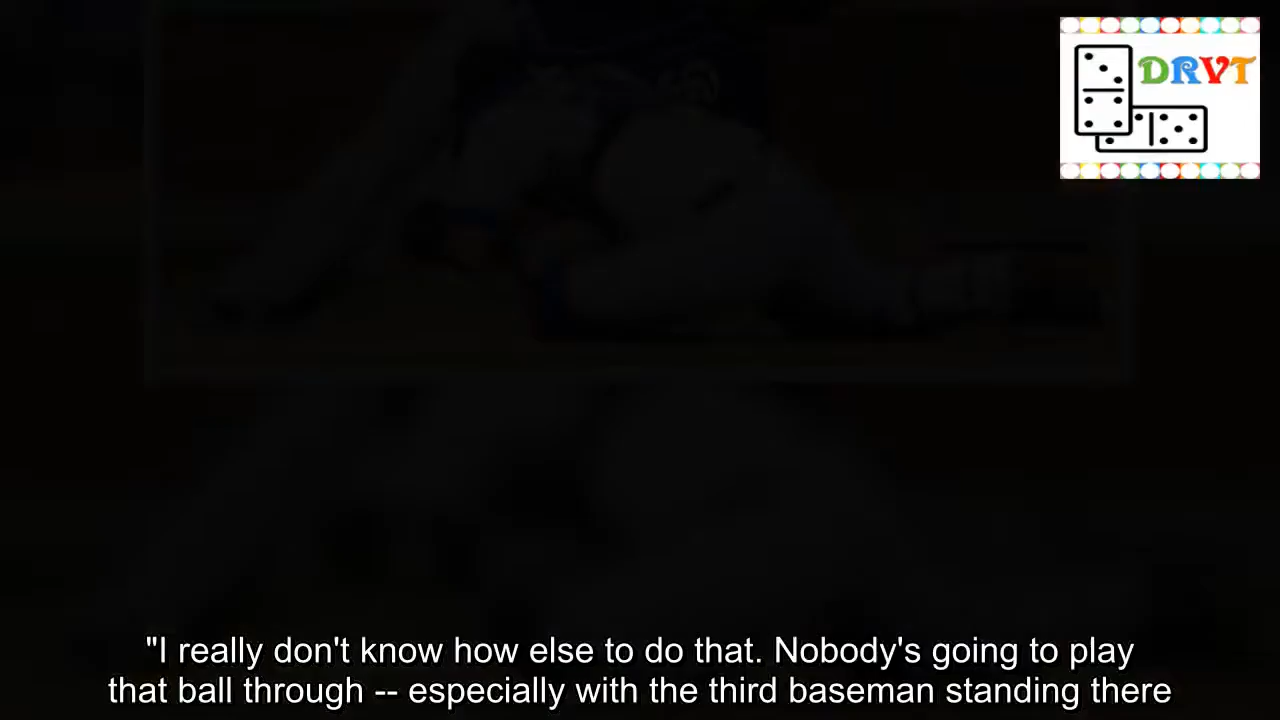 DRVT
"I really don't know how else to do that. Nobody's going to play
that ball through -- especially with the third baseman standing there